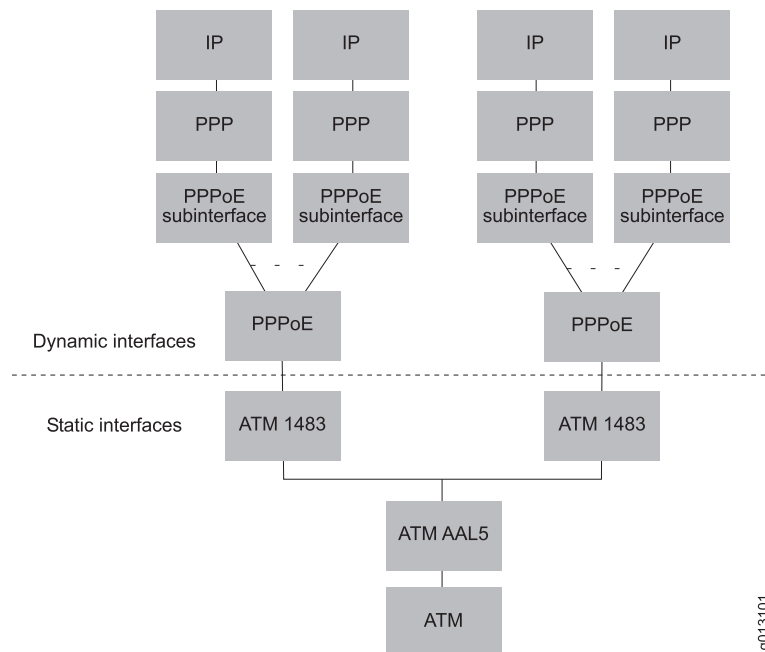 IP IP IP IP
PPP PPP PPP PPP
PPPoE subinterface PPPoE subinterface PPPoE subinterface PPPoE subinterface
PPPoE PPPoE
Dynamic interfaces
Static interfaces
ATM 1483 ATM 1483
ATM AAL5
ATM
g013101